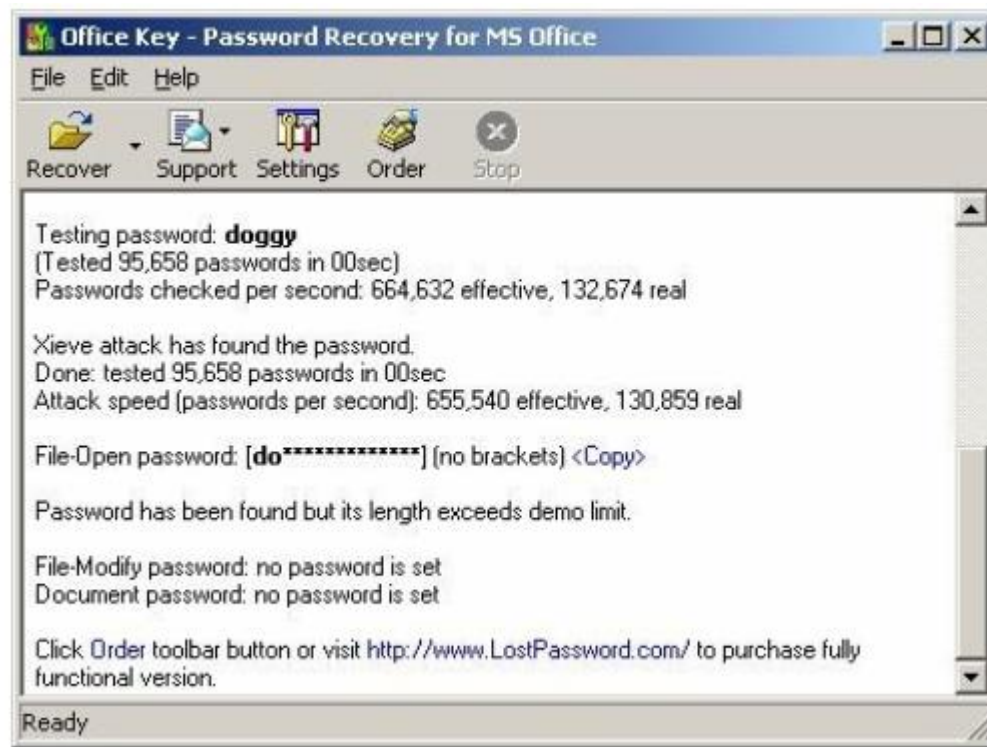 Office Key - Password Recovery for MS Office
File Edit Help
Recover Support Settings Order Stop
Testing password: doggy
(Tested 95,658 passwords in 00sec)
Passwords checked per second: 664,632 effective, 132,674 real
Xieve attack has found the password.
Done: tested 95,658 passwords in 00sec
Attack speed (passwords per second): 655,540 effective, 130,859 real
File-Open password: [do*************] (no brackets) <Copy>
Password has been found but its length exceeds demo limit.
File-Modify password: no password is set
Document password: no password is set
Click Order toolbar button or visit http://www.LostPassword.com/ to purchase fully
functional version.
Ready